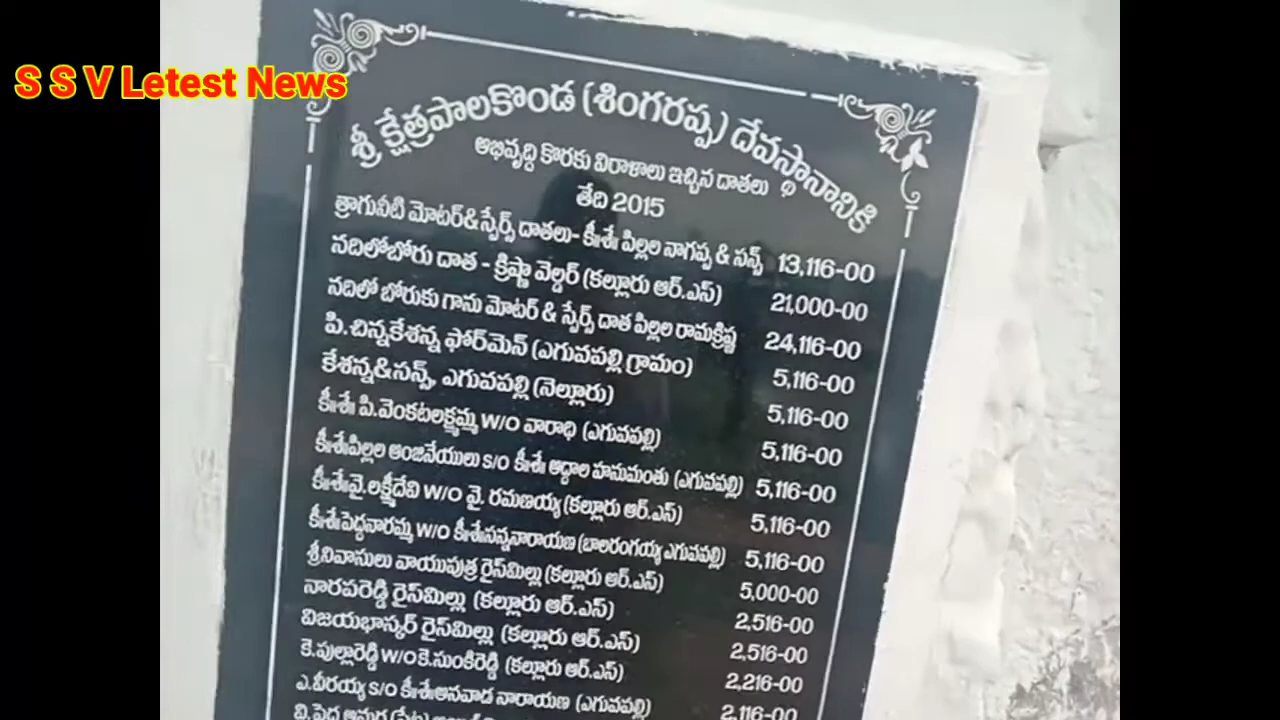 S S V Letest News
శ్రీ క్షేత్రపాలకొండ (శింగరప్ప) దేవస్థానానికి
అభివృద్ధి కొరకు విరాళాలు ఇచ్చిన దాతలు
తేది 2015
త్రాగునీటి మోటర్&స్పేర్స్ దాతలు- కీ॥శే॥ పిల్లల నాగప్ప & సన్స్ 13,116-00
నదిలోబోరు దాత - క్రిష్ణా వెల్డర్ (కల్లూరు ఆర్.ఎస్) 21,000-00
నదిలో బోరుకు గాను మోటర్ & స్పేర్స్ దాత పిల్లల రామక్రిష్ణ 24,116-00
పి.చిన్నకేశన్న ఫోర్‌మెన్ (ఎగువపల్లి గ్రామం) 5,116-00
కేశన్న&సన్స్, ఎగువపల్లి (నెల్లూరు) 5,116-00
కీ॥శే॥ పి.వెంకటలక్ష్మమ్మ W/O వారాధి (ఎగువపల్లి) 5,116-00
కీ॥శే॥పిల్లల ఆంజనేయులు S/O కీ॥శే॥ అద్దాల హనుమంతు (ఎగువపల్లి) 5,116-00
కీ॥శే॥వై.లక్ష్మీదేవి W/O వై. రమణయ్య (కల్లూరు ఆర్.ఎస్) 5,116-00
కీ॥శే॥పెద్దనారమ్మ W/O కీ॥శే॥సన్ననారాయణ (బాలరంగయ్య ఎగువపల్లి) 5,116-00
శ్రీనివాసులు వాయుపుత్ర రైస్‌మిల్లు (కల్లూరు ఆర్.ఎస్) 5,000-00
నారపరెడ్డి రైస్‌మిల్లు (కల్లూరు ఆర్.ఎస్) 2,516-00
విజయభాస్కర్ రైస్‌మిల్లు (కల్లూరు ఆర్.ఎస్) 2,516-00
కె.పుల్లారెడ్డి W/O కె.సుంకిరెడ్డి (కల్లూరు ఆర్.ఎస్) 2,216-00
ఎ.వీరయ్య S/O కీ॥శే॥అనవాడ నారాయణ (ఎగువపల్లి) 2,116-00